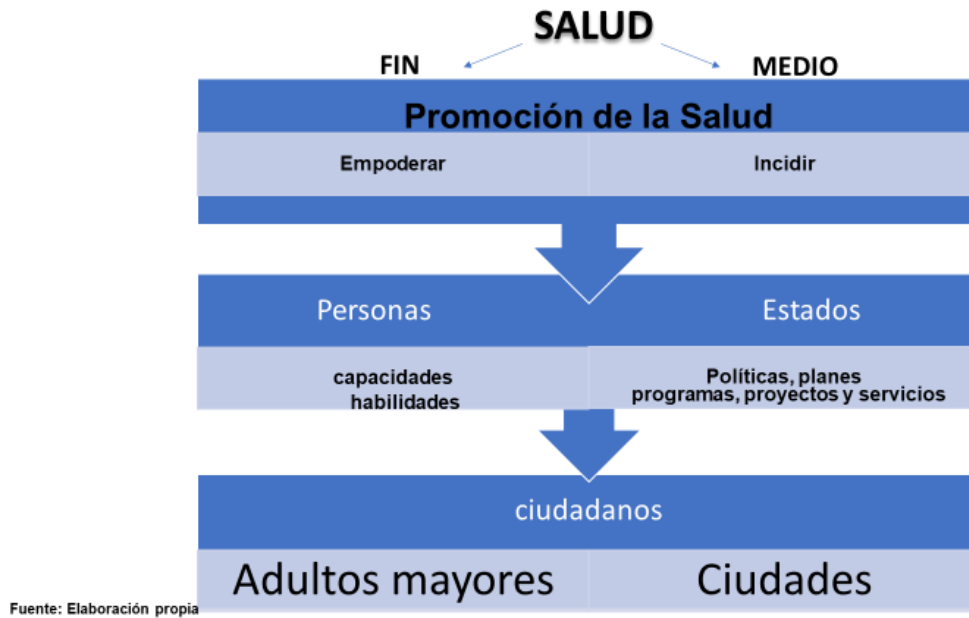 SALUD
FIN
MEDIO
Promoción de la Salud
Empoderar
Incidir
Personas
Estados
capacidades
habilidades
Políticas, planes
programas, proyectos y servicios
ciudadanos
Adultos mayores
Ciudades
Fuente: Elaboración propia